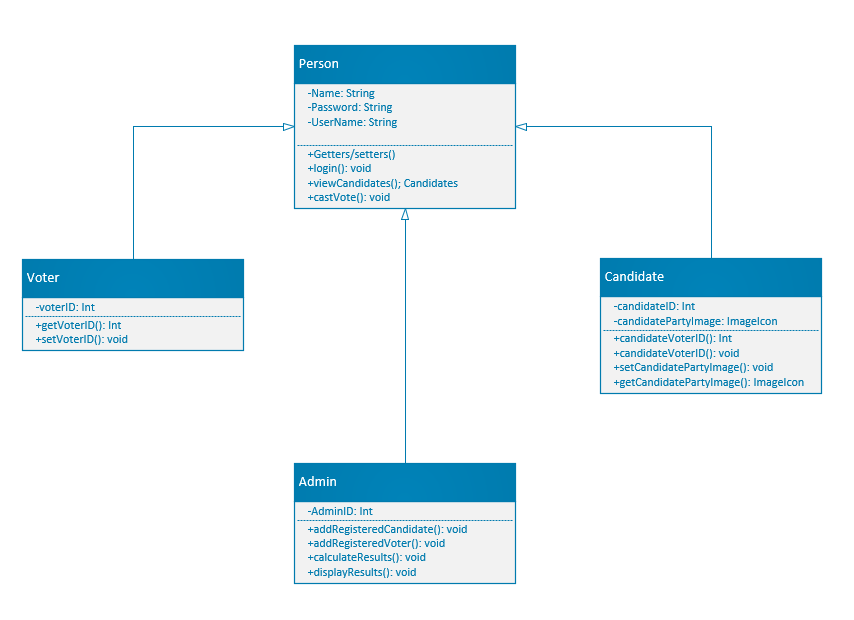 Person
-Name: String
-Password: String
-UserName: String
+Getters/setters()
+login(): void
+viewCandidates(); Candidates
+castVote(): void
Voter
-voterID: Int
+getVoterID(): Int
+setVoterID(): void
Candidate
-candidateID: Int
-candidatePartyImage: ImageIcon
+candidateVoterID(): Int
+candidateVoterID(): void
+setCandidatePartyImage(): void
+getCandidatePartyImage(): ImageIcon
Admin
-AdminID: Int
+addRegisteredCandidate(): void
+addRegisteredVoter(): void
+calculateResults(): void
+displayResults(): void